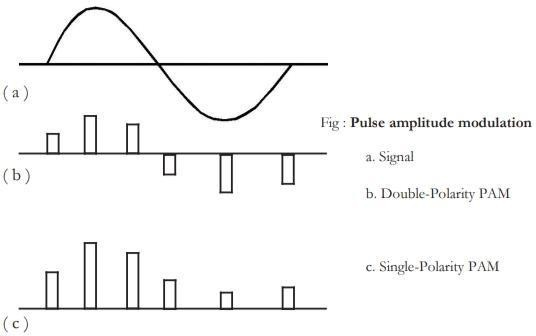 ( a )
Fig : Pulse amplitude modulation
a. Signal
( b )
b. Double-Polarity PAM
c. Single-Polarity PAM
( c )